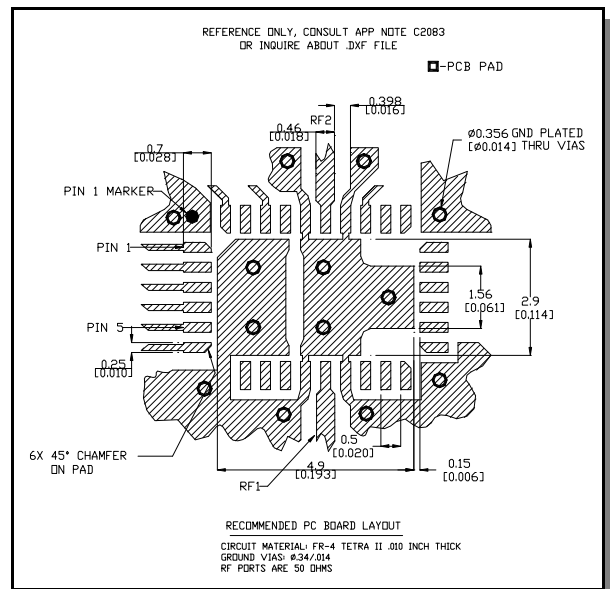 REFERENCE ONLY, CONSULT APP NOTE C2083
OR INQUIRE ABOUT .DXF FILE
-PCB PAD
0.398
[0.016]
0.46
[0.018]
RF2
0.7
[0.028]
Ø0.356 GND PLATED
[Ø0.014] THRU VIAS
PIN 1 MARKER
PIN 1
1.56
[0.061]
2.9
[0.114]
PIN 5
0.25
[0.010]
6X 45° CHAMFER
ON PAD
0.5
[0.020]
4.9
[0.193]
0.15
[0.006]
RF1
RECOMMENDED PC BOARD LAYOUT
CIRCUIT MATERIAL: FR-4 TETRA II .010 INCH THICK
GROUND VIAS: Ø.34/.014
RF PORTS ARE 50 OHMS